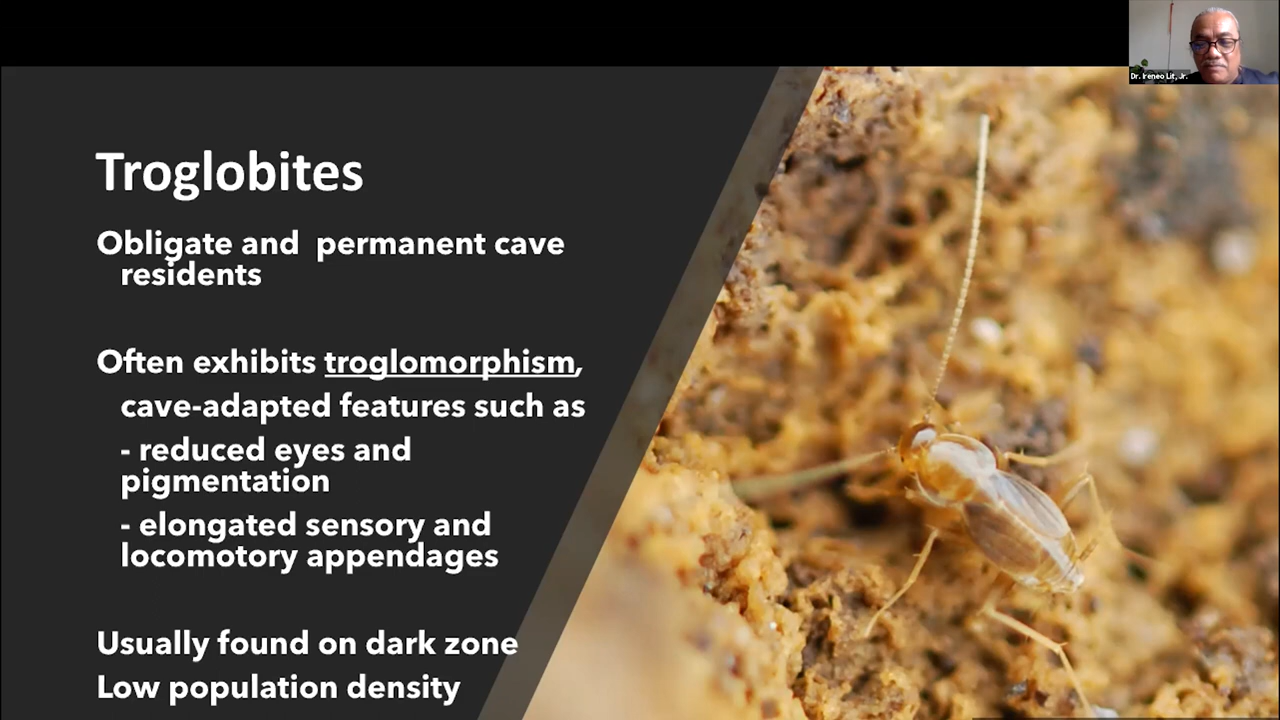 Dr. Ireneo Lit, Jr.
Troglobites
Obligate and permanent cave
residents
Often exhibits troglomorphism,
cave-adapted features such as
- reduced eyes and
pigmentation
- elongated sensory and
locomotory appendages
Usually found on dark zone
Low population density